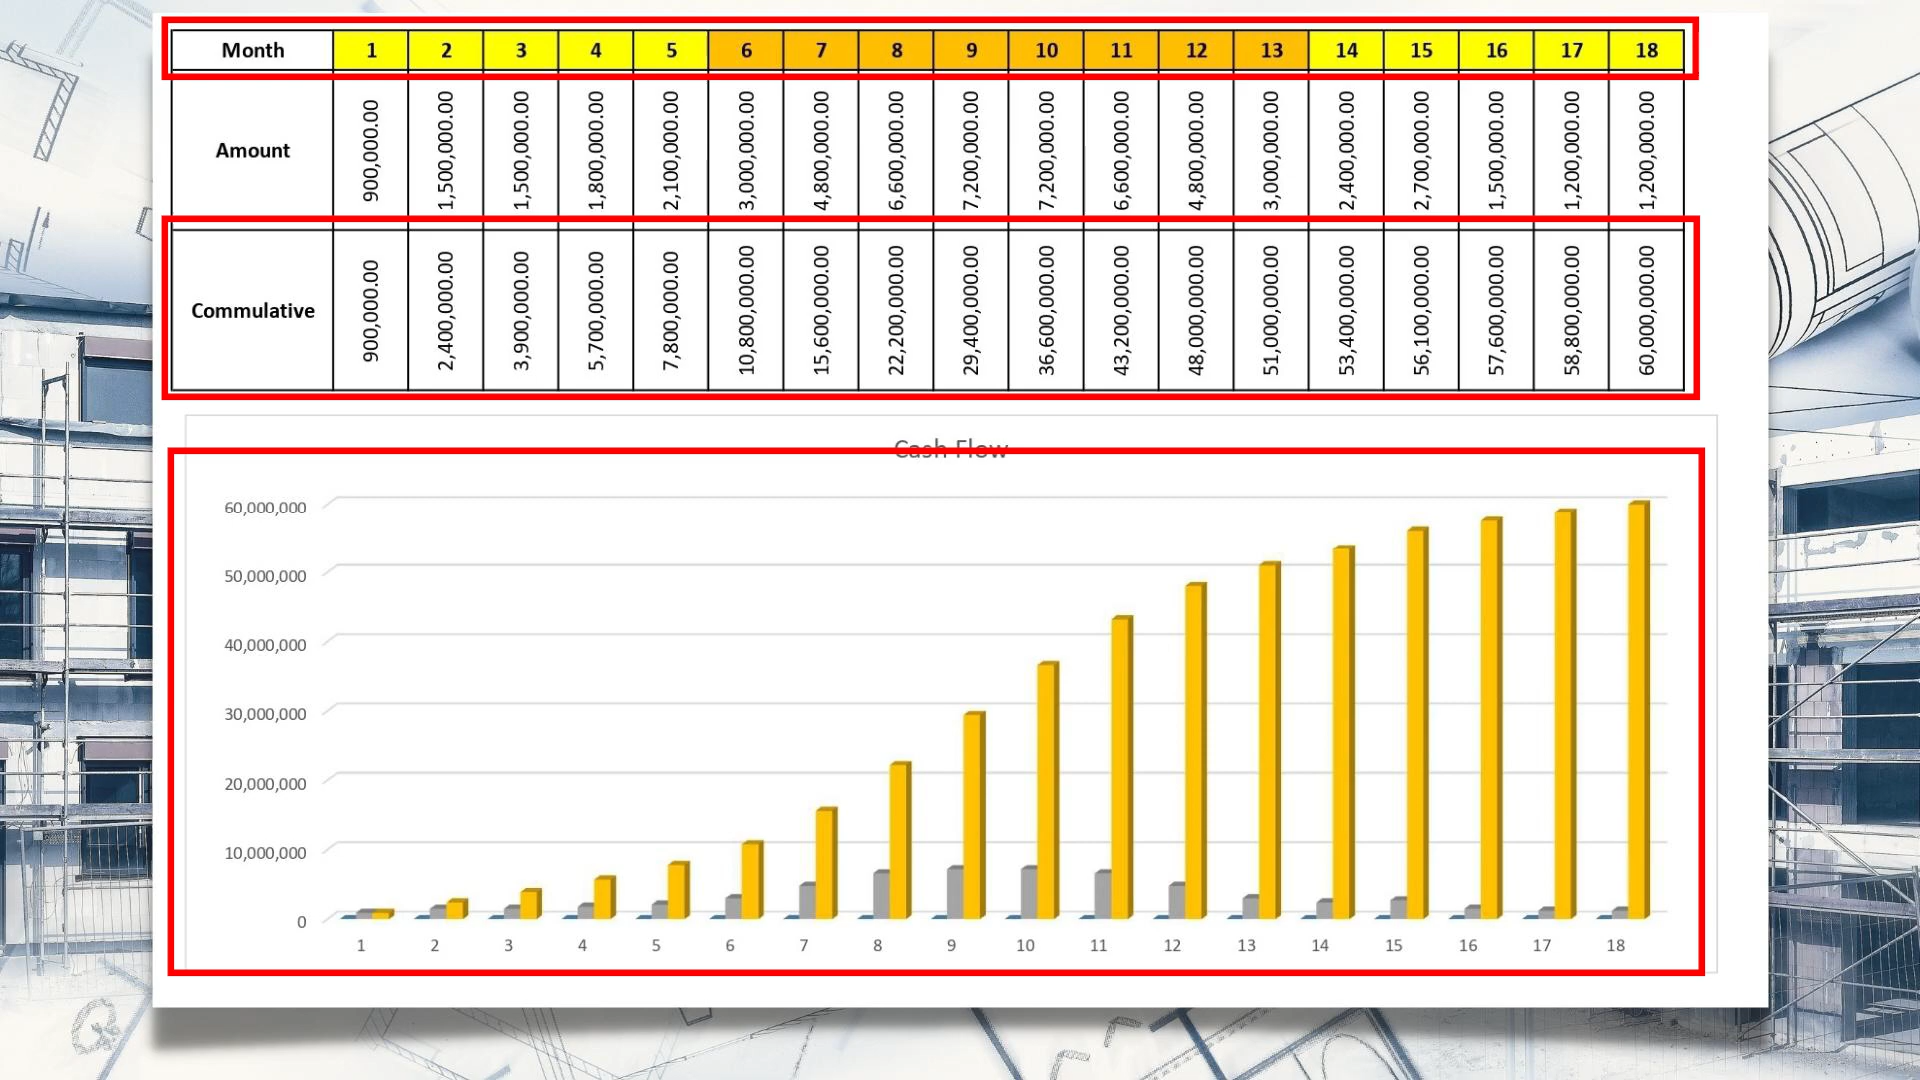 Month 1 2 3 4 5 6 7 8 9 10 11 12 13 14 15 16 17 18
Amount 900,000.00 1,500,000.00 1,500,000.00 1,800,000.00 2,100,000.00 3,000,000.00 4,800,000.00 6,600,000.00 7,200,000.00 7,200,000.00 6,600,000.00 4,800,000.00 3,000,000.00 2,400,000.00 2,700,000.00 1,500,000.00 1,200,000.00 1,200,000.00
Commulative 900,000.00 2,400,000.00 3,900,000.00 5,700,000.00 7,800,000.00 10,800,000.00 15,600,000.00 22,200,000.00 29,400,000.00 36,600,000.00 43,200,000.00 48,000,000.00 51,000,000.00 53,400,000.00 56,100,000.00 57,600,000.00 58,800,000.00 60,000,000.00
Cash Flow
60,000,000
50,000,000
40,000,000
30,000,000
20,000,000
10,000,000
0
1 2 3 4 5 6 7 8 9 10 11 12 13 14 15 16 17 18